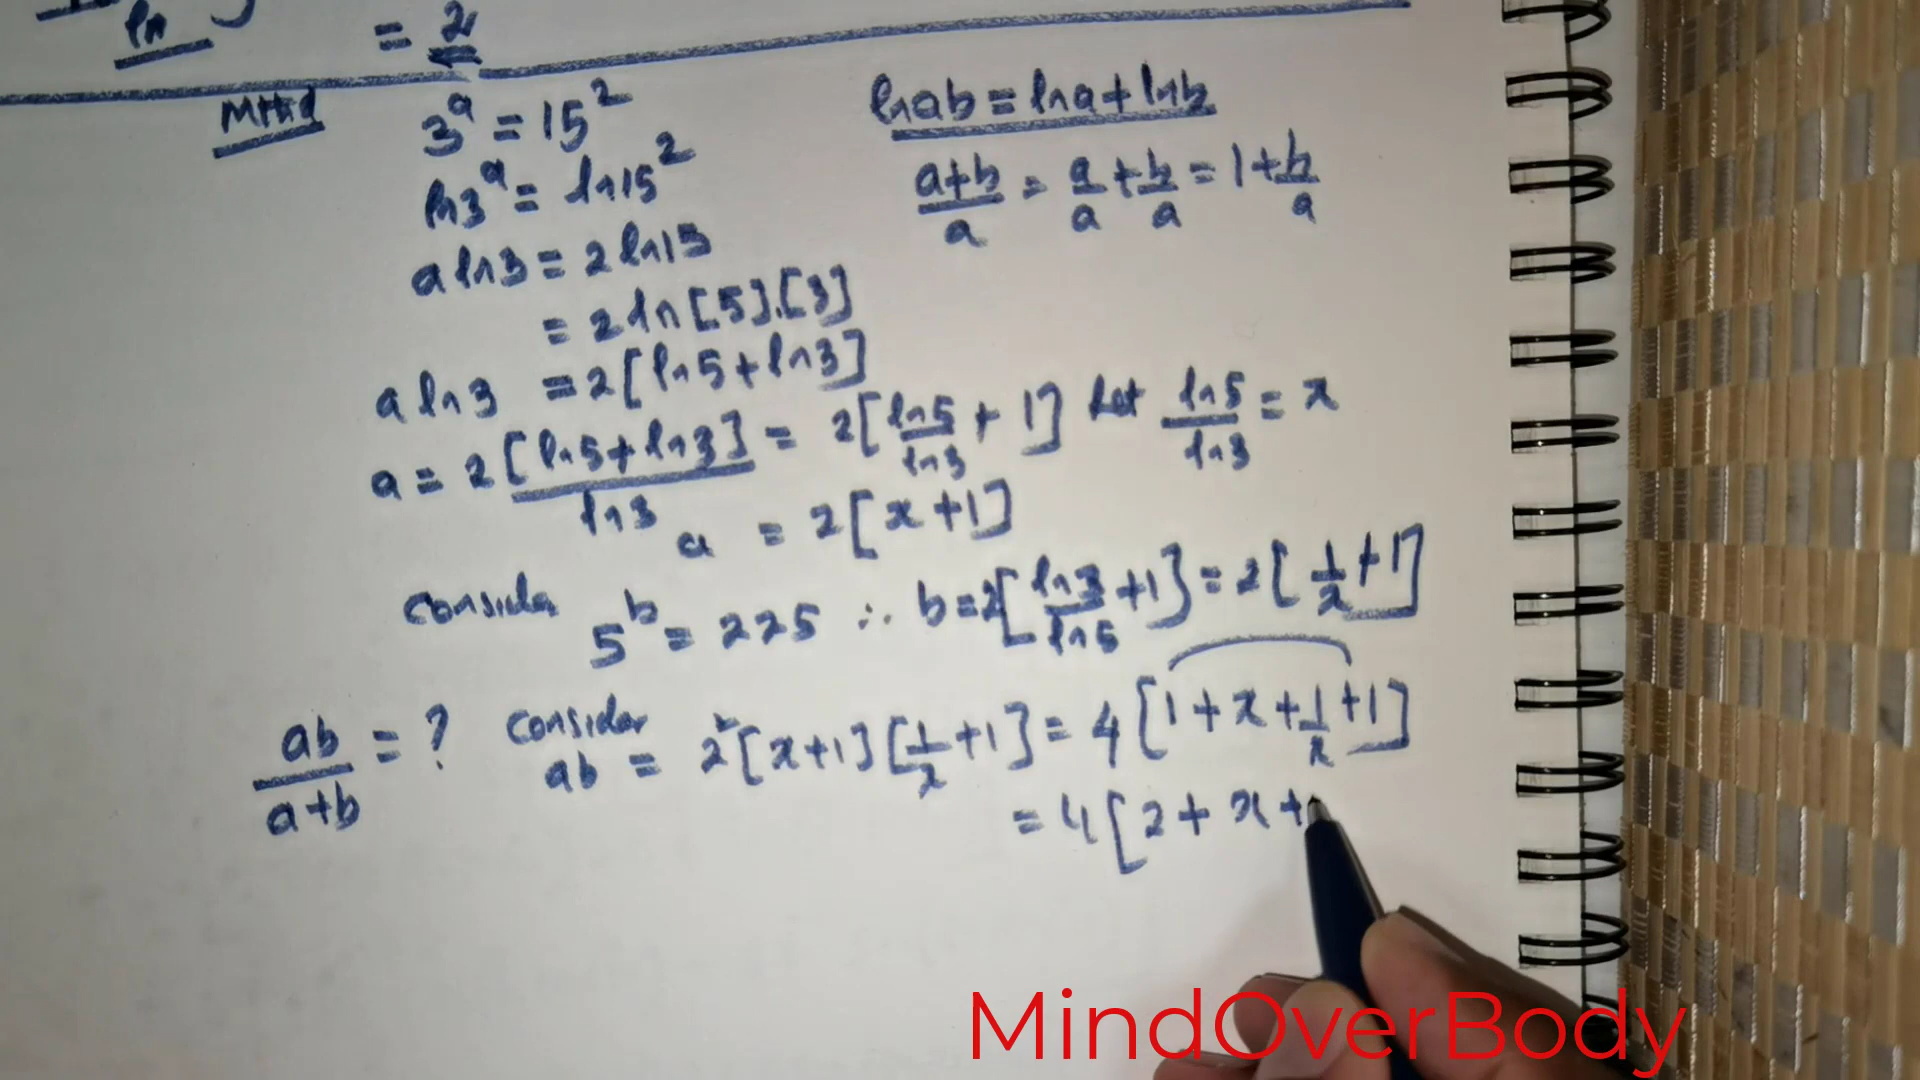 ln
= 2
3^a = 15^2
ln ab = ln a + ln b
ln 3^a = ln 15^2
a+b/a = a/a + b/a = 1 + b/a
a ln 3 = 2 ln 15
= 2 ln [5].[3]
a ln 3 = 2 [ln 5 + ln 3]
a = 2 [ln 5 + ln 3]/ln 3 = 2 [ln 5/ln 3 + 1] Let ln 5/ln 3 = x
a = 2 [x + 1]
5^b = 225 ∴ b = 2 [ln 3/ln 5 + 1] = 2 [1/x + 1]
ab/a+b = ? consider
ab = 2^2 [x+1] [1/x + 1] = 4 [1 + x + 1/x + 1]
= 4 [2 + x +
MindOverBody